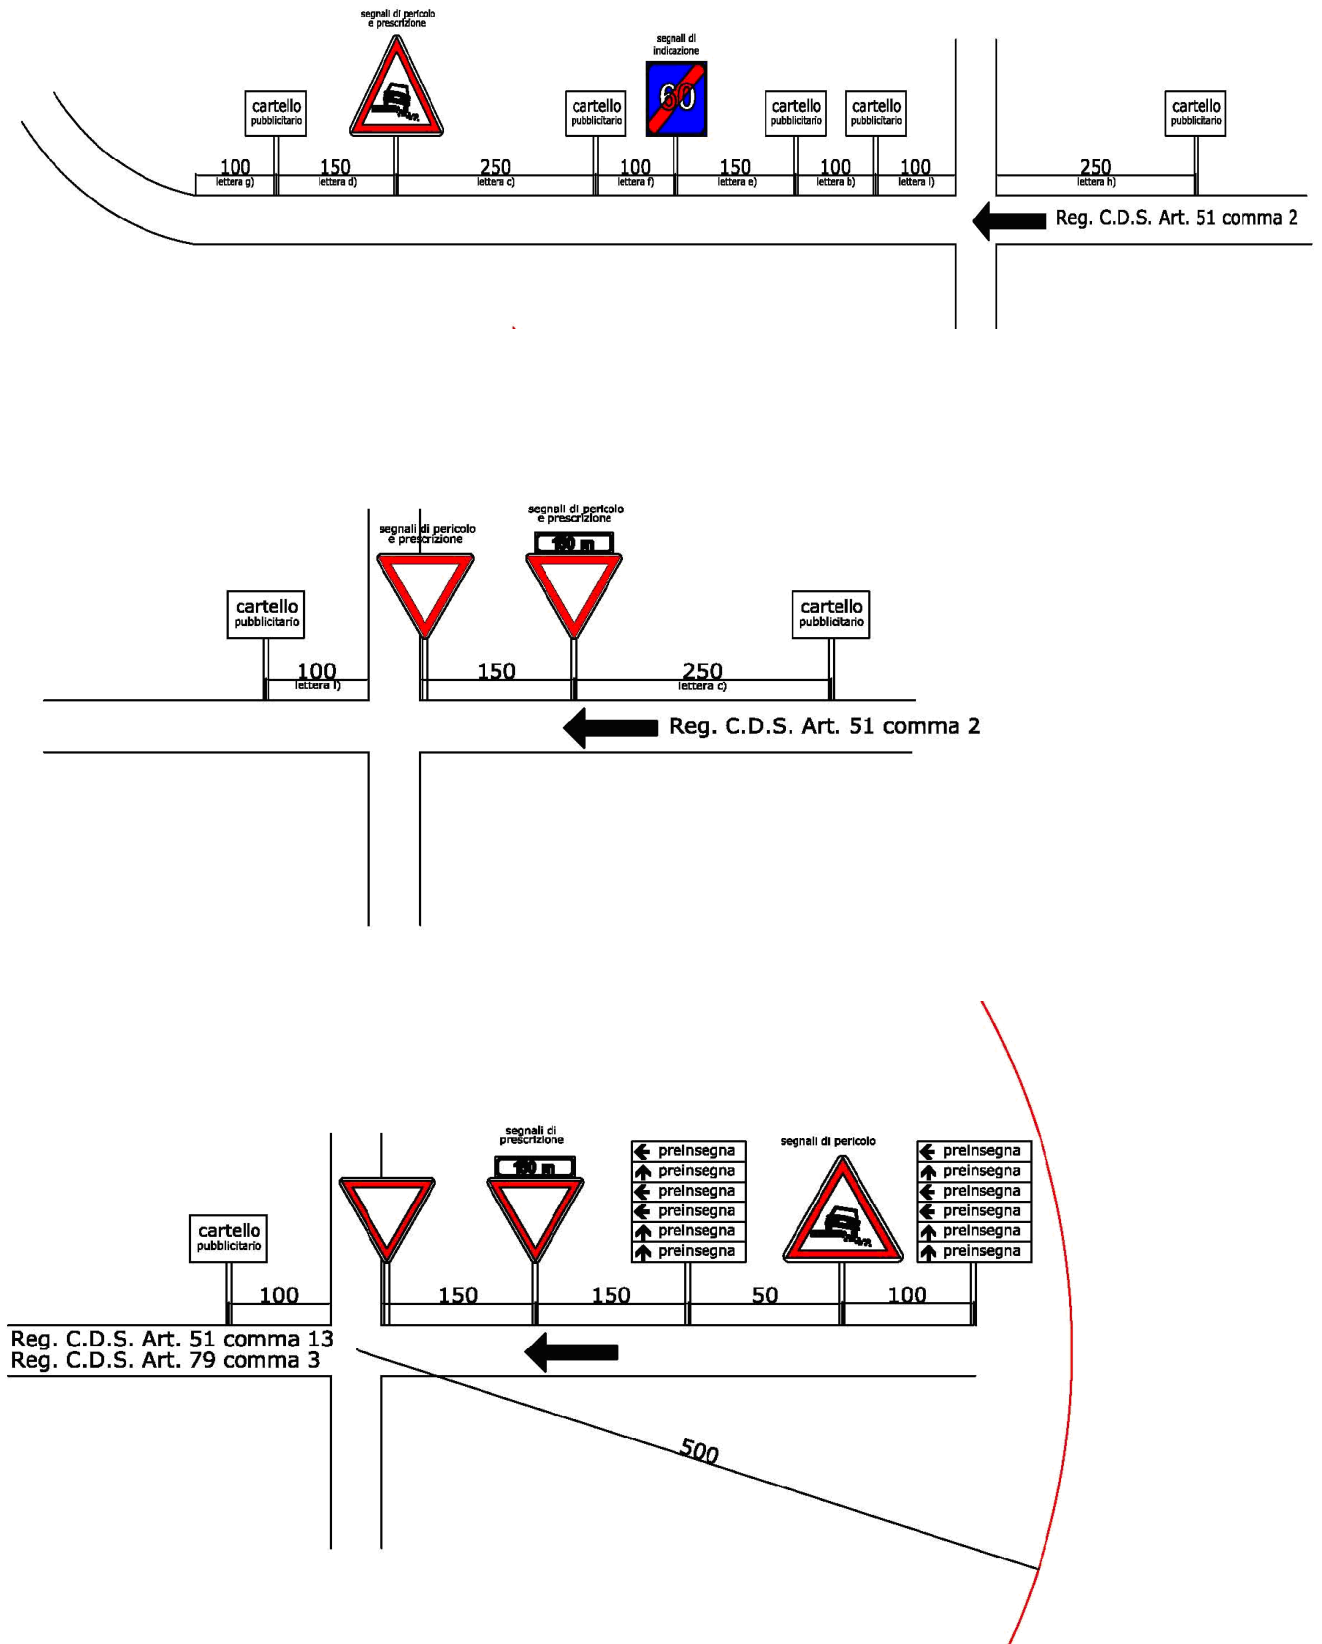 segnali di pericolo
e prescrizione
segnali di
indicazione
60
cartello
pubblicitario
cartello
pubblicitario
cartello
pubblicitario
cartello
pubblicitario
cartello
pubblicitario
100
lettera g)
150
lettera d)
250
lettera c)
100
lettera f)
150
lettera e)
100
lettera b)
100
lettera i)
250
lettera h)
Reg. C.D.S. Art. 51 comma 2
segnali di pericolo
e prescrizione
segnali di pericolo
e prescrizione
150 m
cartello
pubblicitario
cartello
pubblicitario
100
lettera i)
150
250
lettera c)
Reg. C.D.S. Art. 51 comma 2
segnali di
prescrizione
150 m
segnali di pericolo
preinsegna
preinsegna
preinsegna
preinsegna
preinsegna
preinsegna
preinsegna
preinsegna
preinsegna
preinsegna
preinsegna
preinsegna
cartello
pubblicitario
100
150
150
50
100
Reg. C.D.S. Art. 51 comma 13
Reg. C.D.S. Art. 79 comma 3
500